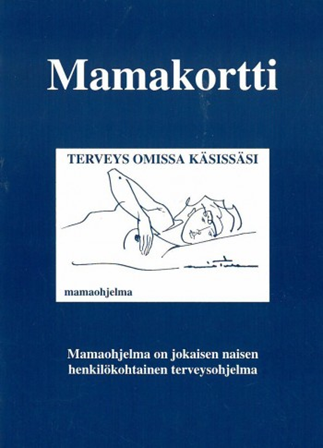 Mamakortti
TERVEYS OMISSA KÄSISSÄSI
mamaohjelma
Mamaohjelma on jokaisen naisen
henkilökohtainen terveysohjelma